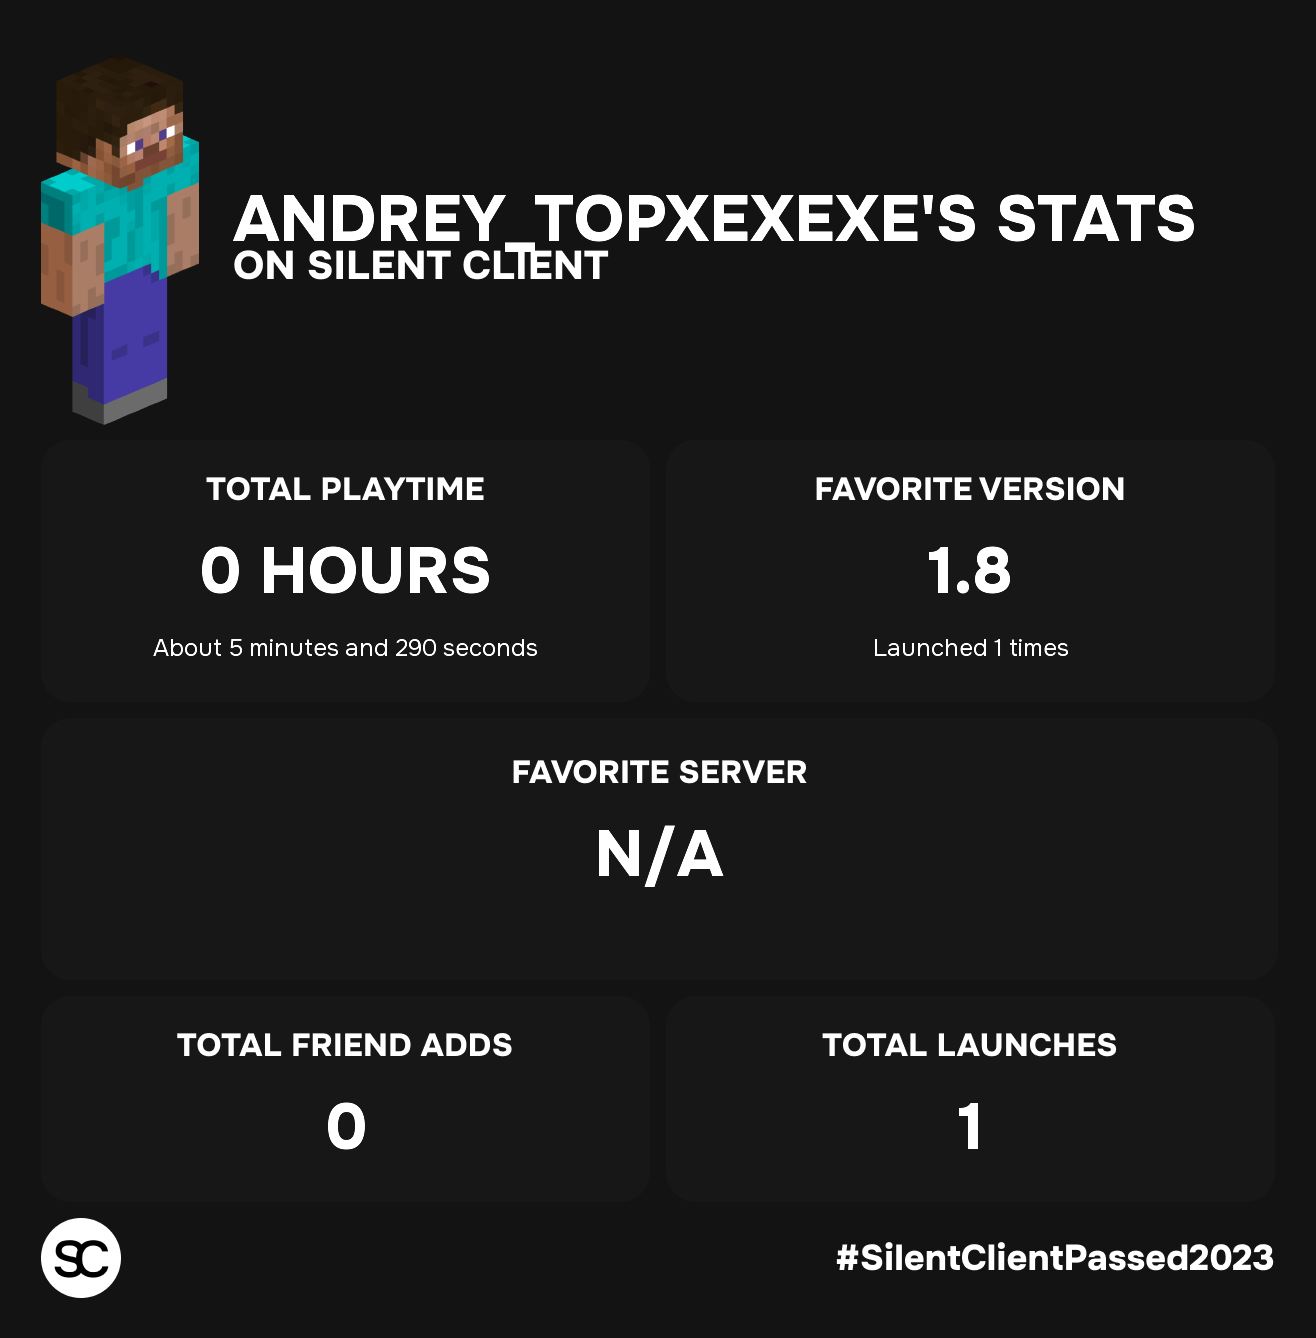 ANDREY_TOPXEXEXE'S STATS
ON SILENT CLIENT
TOTAL PLAYTIME
0 HOURS
About 5 minutes and 290 seconds
FAVORITE VERSION
1.8
Launched 1 times
FAVORITE SERVER
N/A
TOTAL FRIEND ADDS
0
TOTAL LAUNCHES
1
SC
#SilentClientPassed2023